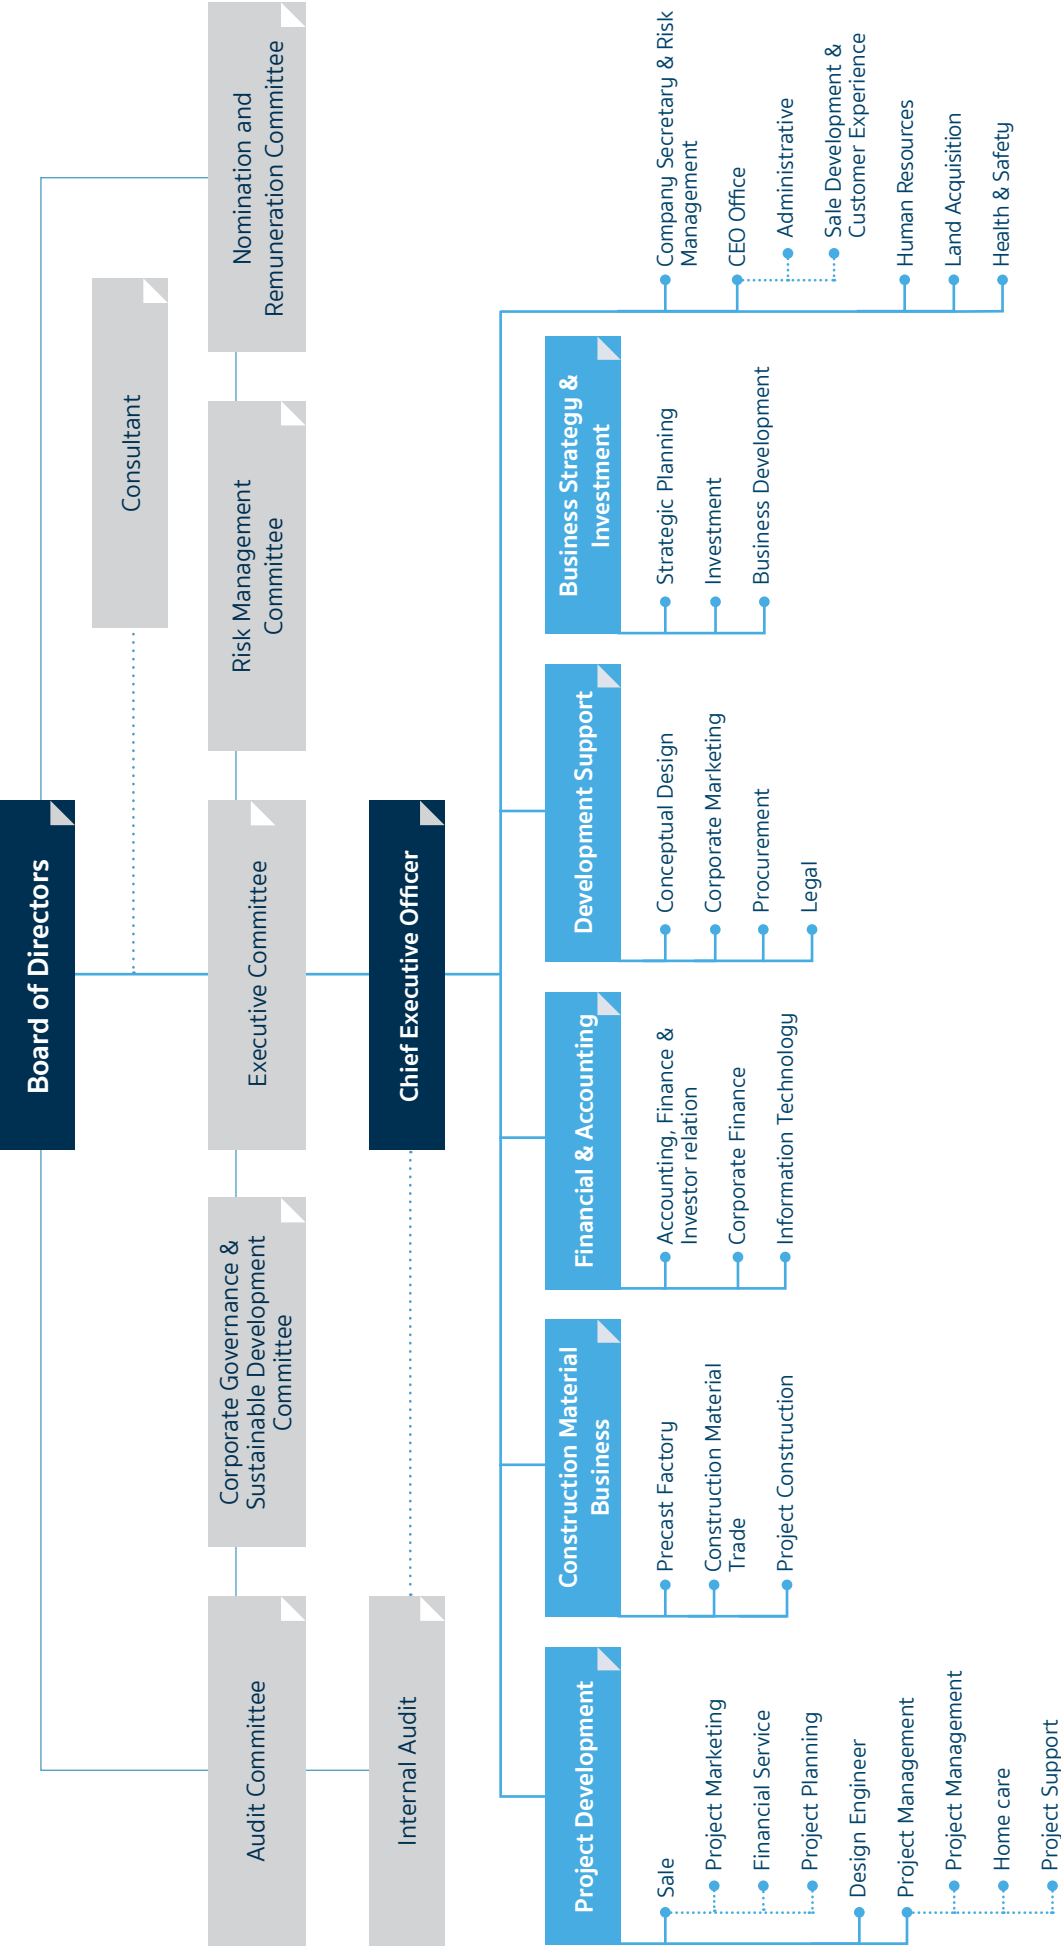 Board of Directors
Consultant
Audit Committee
Corporate Governance &
Sustainable Development
Committee
Executive Committee
Risk Management
Committee
Nomination and
Remuneration Committee
Internal Audit
Chief Executive Officer
Project Development
Sale
Project Marketing
Financial Service
Project Planning
Design Engineer
Project Management
Project Management
Home care
Project Support
Construction Material
Business
Precast Factory
Construction Material
Trade
Project Construction
Financial & Accounting
Accounting, Finance &
Investor relation
Corporate Finance
Information Technology
Development Support
Conceptual Design
Corporate Marketing
Procurement
Legal
Business Strategy &
Investment
Strategic Planning
Investment
Business Development
Company Secretary & Risk
Management
CEO Office
Administrative
Sale Development &
Customer Experience
Human Resources
Land Acquisition
Health & Safety